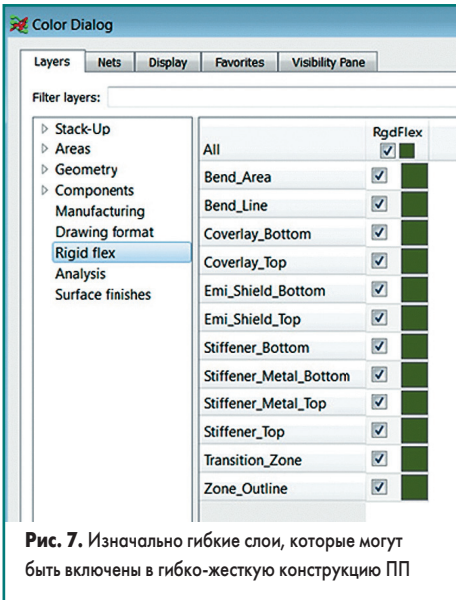 Color Dialog
Layers Nets Display Favorites Visibility Pane
Filter layers:
Stack-Up
Areas
Geometry
Components
Manufacturing
Drawing format
Rigid flex
Analysis
Surface finishes
RgdFlex
All
Bend_Area
Bend_Line
Coverlay_Bottom
Coverlay_Top
Emi_Shield_Bottom
Emi_Shield_Top
Stiffener_Bottom
Stiffener_Metal_Bottom
Stiffener_Metal_Top
Stiffener_Top
Transition_Zone
Zone_Outline
Рис. 7. Изначально гибкие слои, которые могут
быть включены в гибко-жесткую конструкцию ПП